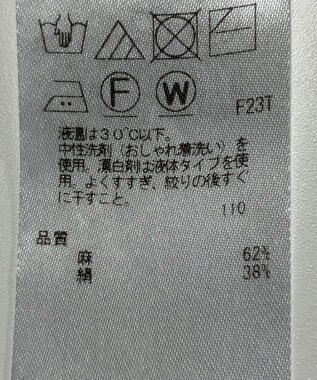 F W F23T
液温は30℃以下。
中性洗剤(おしゃれ着洗い)を
使用。漂白剤は液体タイプを使
用。よくすすぎ、絞りの後すぐ
に干すこと。
110
品質
麻 62%
絹 38%